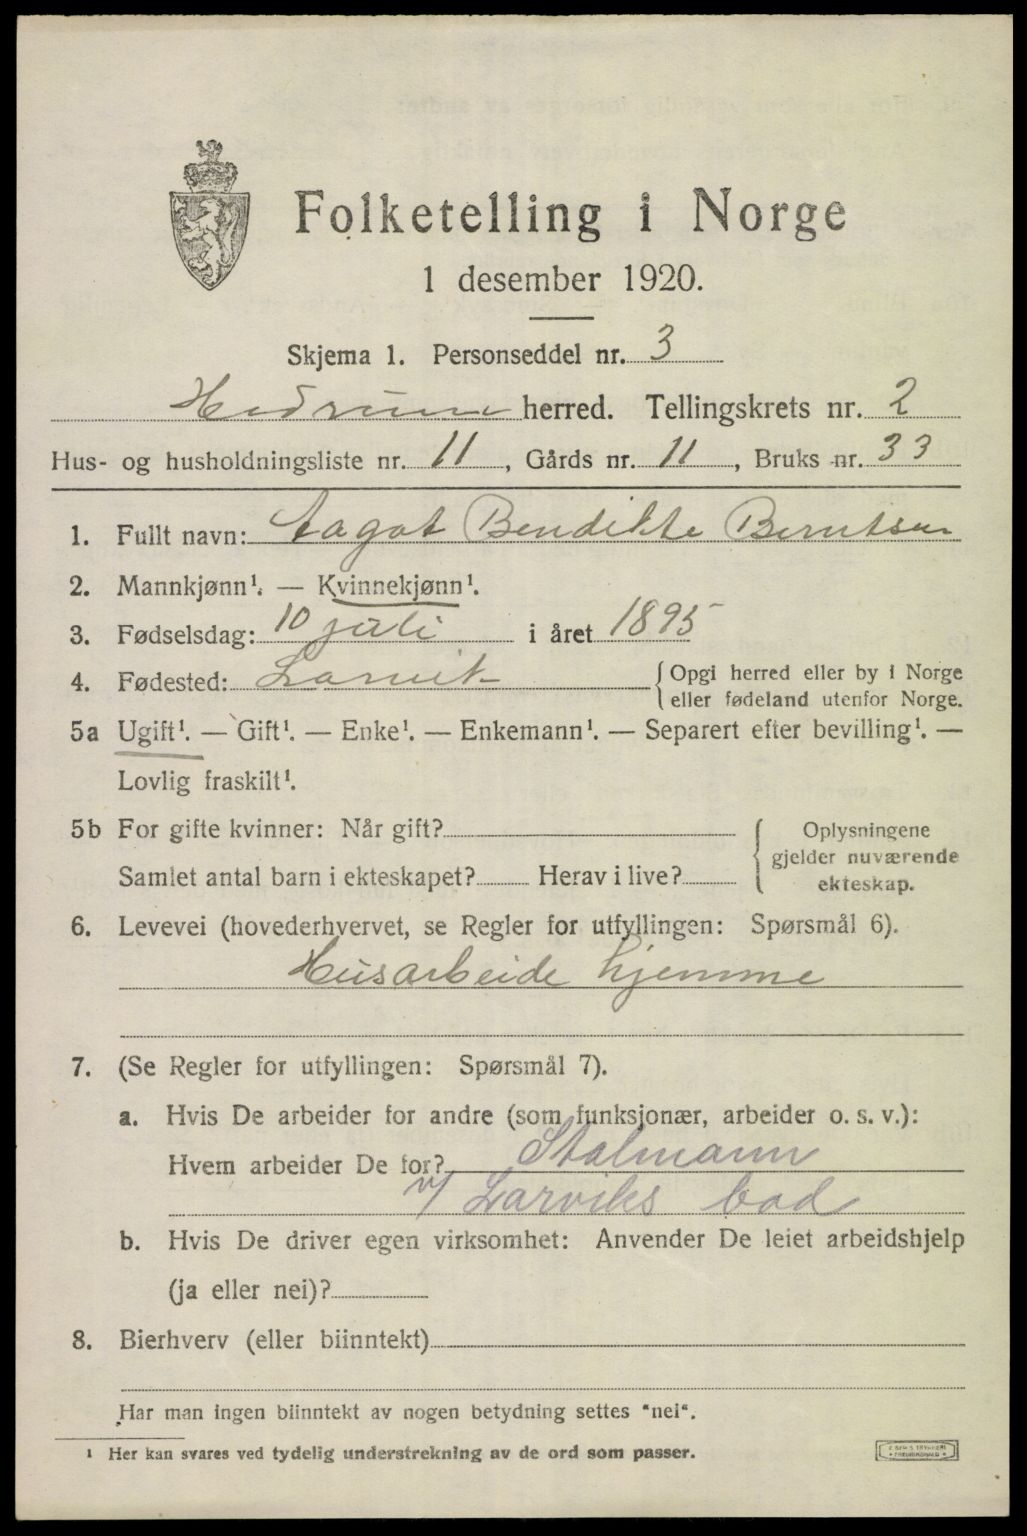 Folketelling i Norge
1 desember 1920.
Skjema 1. Personseddel nr. 3
Hedrum herred. Tellingskrets nr. 2
Hus- og husholdningsliste nr. 11, Gårds nr. 11, Bruks nr. 33
1. Fullt navn: Aagot Bendikte Berntsen
2. Mannkjønn¹. — Kvinnekjønn¹.
3. Fødselsdag: 10 juli i året 1895
4. Fødested: Larvik {Opgi herred eller by i Norge
eller fødeland utenfor Norge.
5a Ugift¹. — Gift¹. — Enke¹. — Enkemann¹. — Separert efter bevilling¹. —
Lovlig fraskilt¹.
5b For gifte kvinner: Når gift? Oplysningene
gjelder nuværende
Samlet antal barn i ekteskapet? Herav i live? ekteskap.
6. Levevei (hovederhvervet, se Regler for utfyllingen: Spørsmål 6).
Husarbeide hjemme
7. (Se Regler for utfyllingen: Spørsmål 7).
a. Hvis De arbeider for andre (som funksjonær, arbeider o. s. v.):
Hvem arbeider De for? Stalmann
v/ Larviks bad
b. Hvis De driver egen virksomhet: Anvender De leiet arbeidshjelp
(ja eller nei)?
8. Bierhverv (eller biinntekt)
Har man ingen biinntekt av nogen betydning settes "nei".
¹ Her kan svares ved tydelig understrekning av de ord som passer.